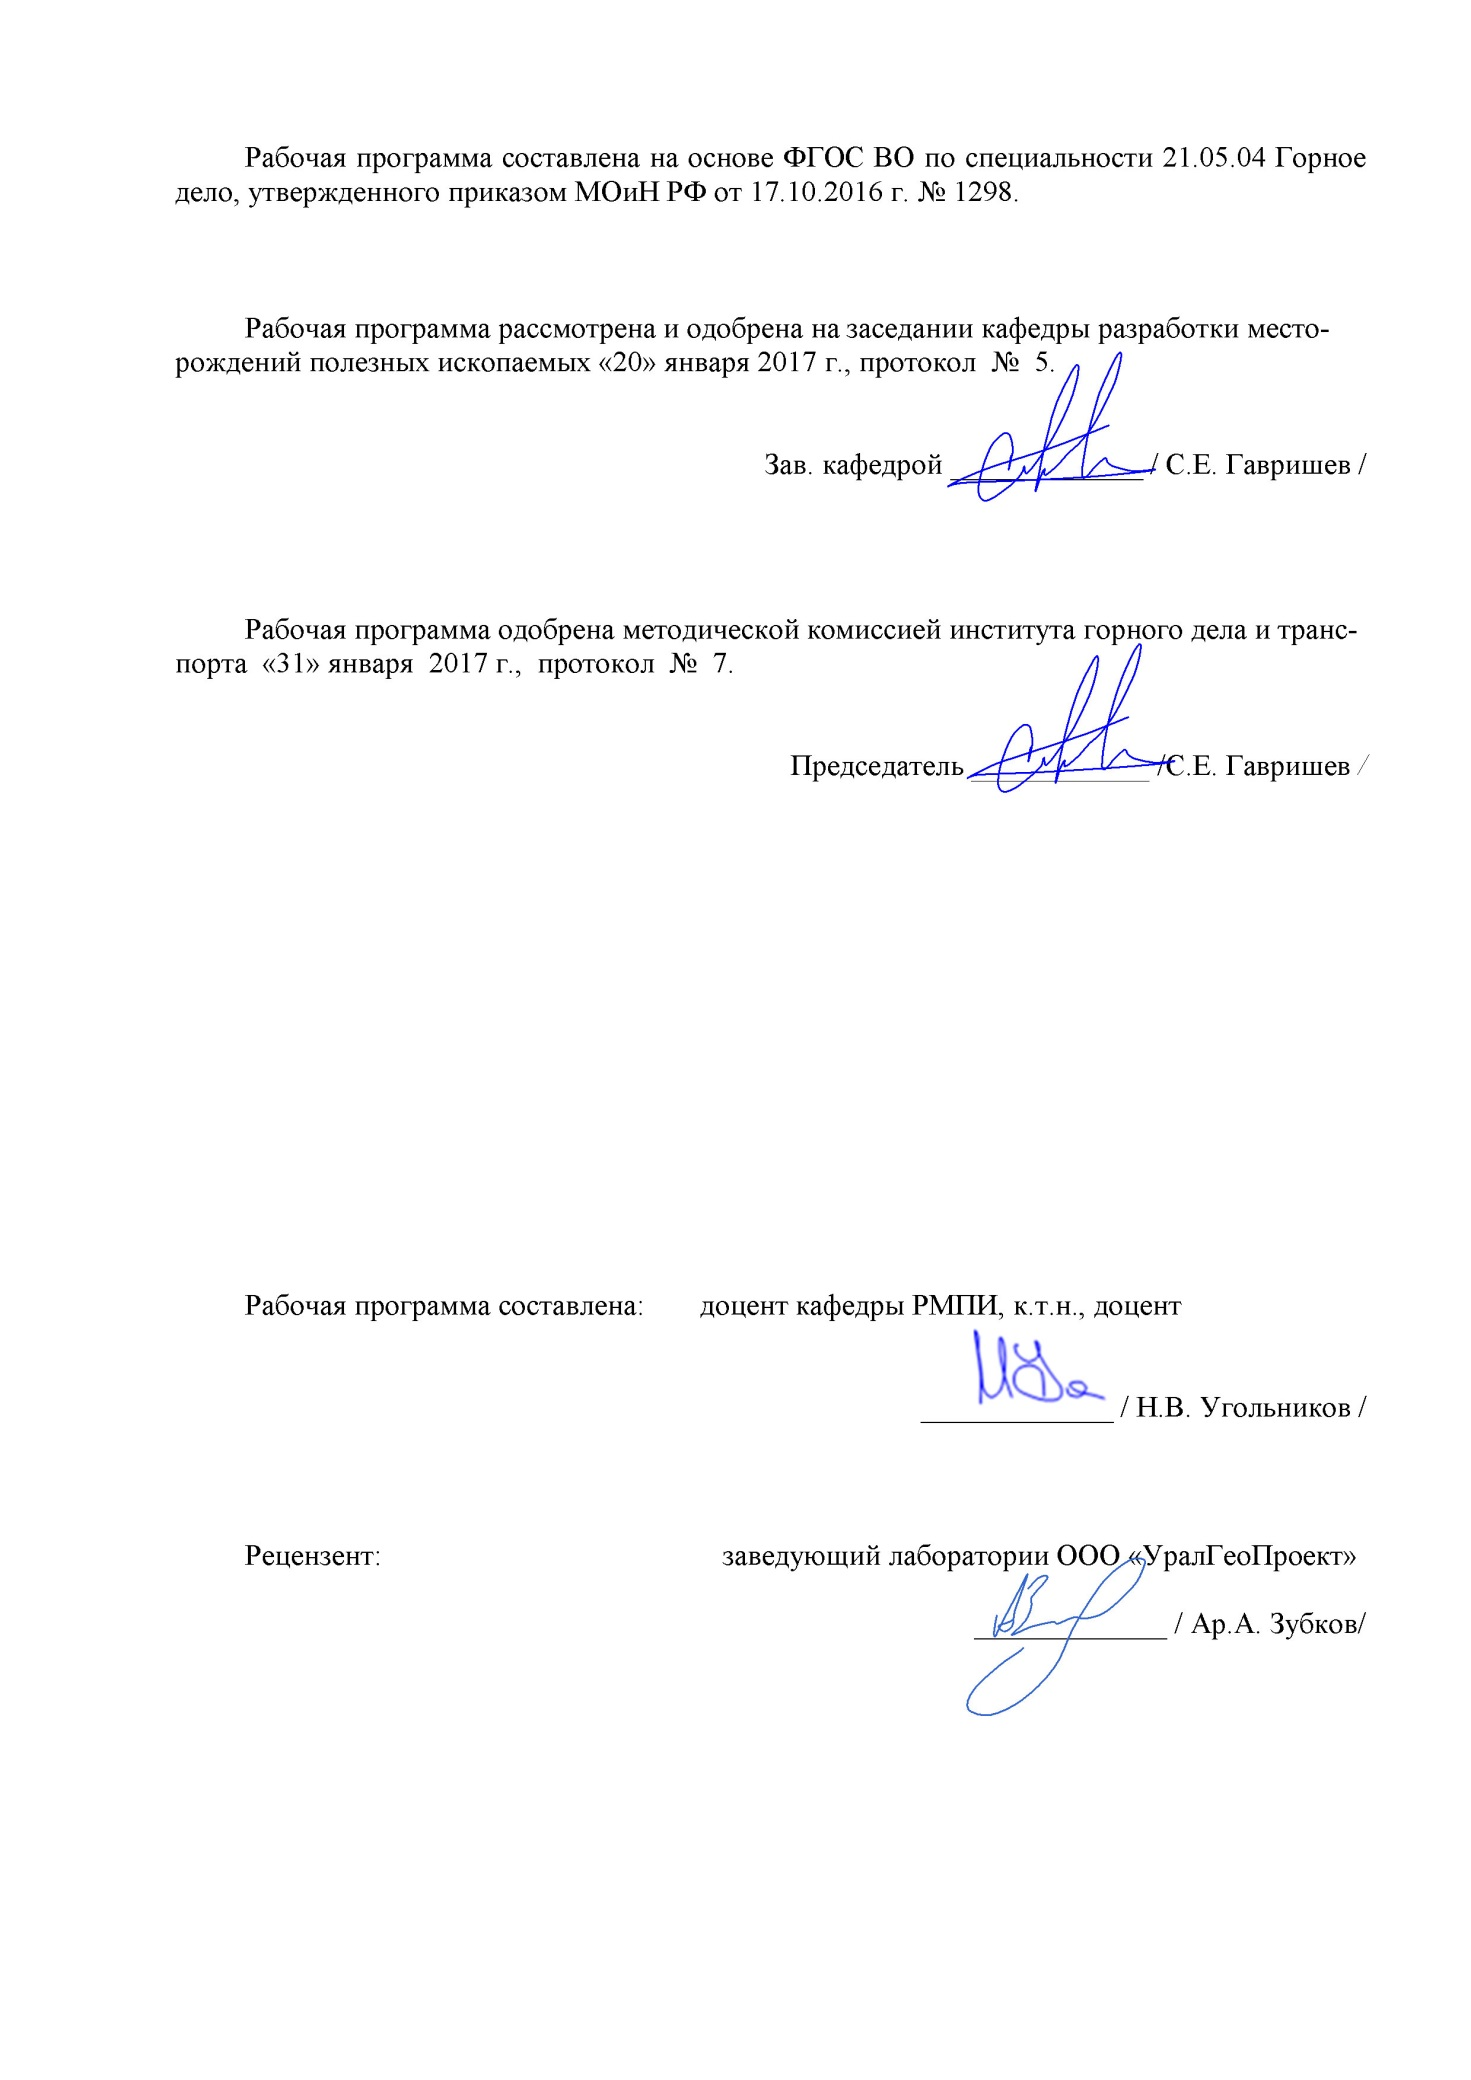 Рабочая программа составлена на основе ФГОС ВО по специальности 21.05.04 Горное
дело, утвержденного приказом МОиН РФ от 17.10.2016 г. № 1298.
Рабочая программа рассмотрена и одобрена на заседании кафедры разработки место-
рождений полезных ископаемых «20» января 2017 г., протокол № 5.
Зав. кафедрой ______________/ С.Е. Гавришев /
Рабочая программа одобрена методической комиссией института горного дела и транс-
порта «31» января 2017 г., протокол № 7.
Председатель _____________ /С.Е. Гавришев /
Рабочая программа составлена: доцент кафедры РМПИ, к.т.н., доцент
______________ / Н.В. Угольников /
Рецензент: заведующий лаборатории ООО «УралГеоПроект»
______________ / Ар.А. Зубков/